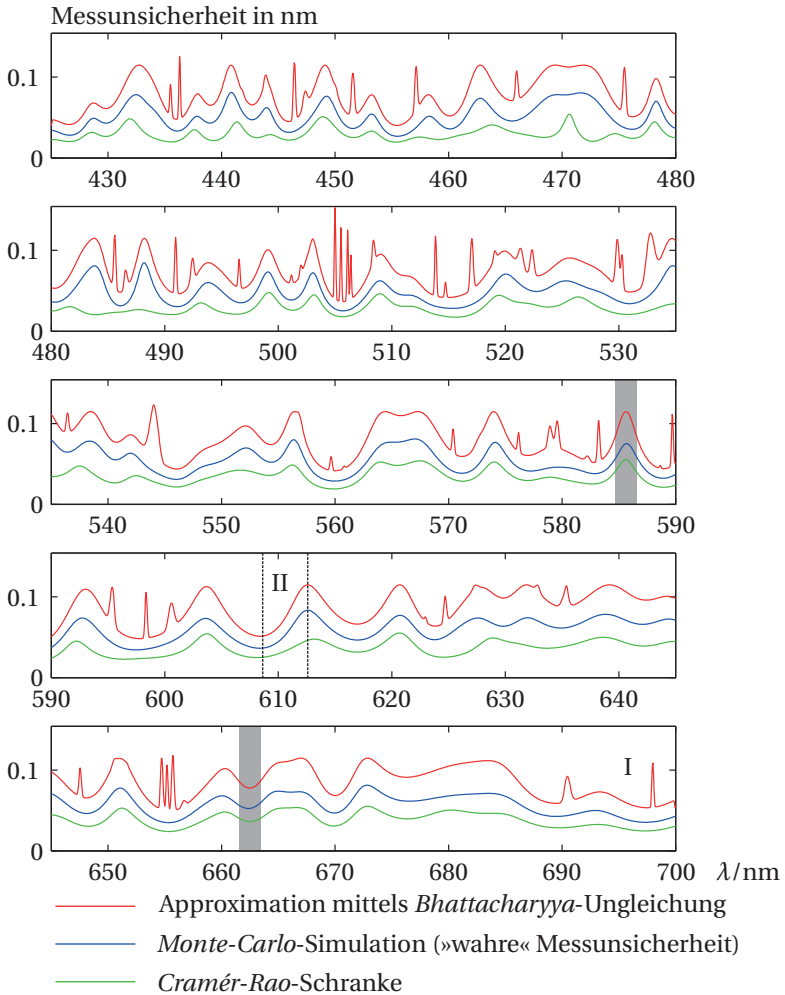 Messunsicherheit in nm
0.1
0
430 440 450 460 470 480
0.1
0
480 490 500 510 520 530
0.1
0
540 550 560 570 580 590
II
0.1
0
590 600 610 620 630 640
I
0.1
0
650 660 670 680 690 700 λ/nm
Approximation mittels Bhattacharyya-Ungleichung
Monte-Carlo-Simulation (»wahre« Messunsicherheit)
Cramér-Rao-Schranke